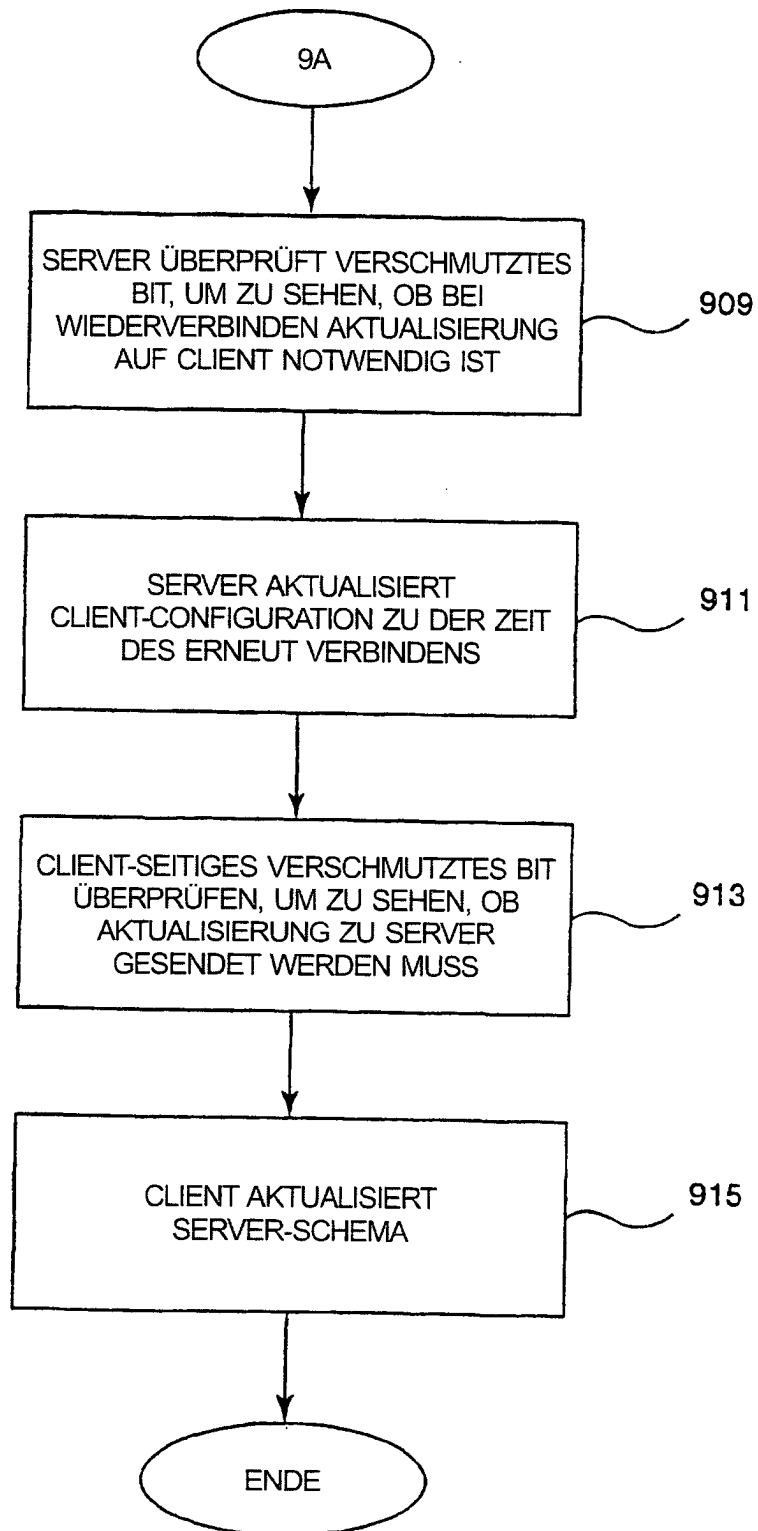 9A
SERVER ÜBERPRÜFT VERSCHMUTZTES
BIT, UM ZU SEHEN, OB BEI
WIEDERVERBINDEN AKTUALISIERUNG
AUF CLIENT NOTWENDIG IST
909
SERVER AKTUALISIERT
CLIENT-CONFIGURATION ZU DER ZEIT
DES ERNEUT VERBINDENS
911
CLIENT-SEITIGES VERSCHMUTZTES BIT
ÜBERPRÜFEN, UM ZU SEHEN, OB
AKTUALISIERUNG ZU SERVER
GESENDET WERDEN MUSS
913
CLIENT AKTUALISIERT
SERVER-SCHEMA
915
ENDE